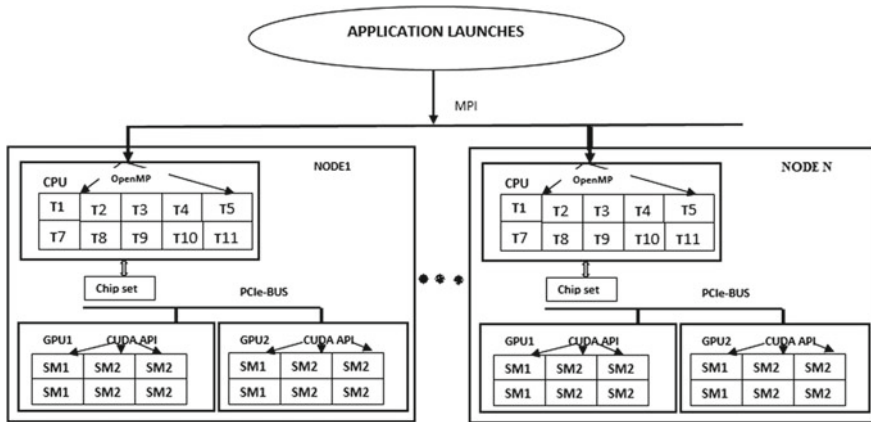 APPLICATION LAUNCHES
MPI
NODE1
CPU
OpenMP
T1 T2 T3 T4 T5
T7 T8 T9 T10 T11
Chip set
PCIe-BUS
GPU1 CUDA API
SM1 SM2 SM2
SM1 SM2 SM2
GPU2 CUDA API
SM1 SM2 SM2
SM1 SM2 SM2
NODE N
CPU
OpenMP
T1 T2 T3 T4 T5
T7 T8 T9 T10 T11
Chip set
PCIe-BUS
GPU1 CUDA API
SM1 SM2 SM2
SM1 SM2 SM2
GPU2 CUDA API
SM1 SM2 SM2
SM1 SM2 SM2